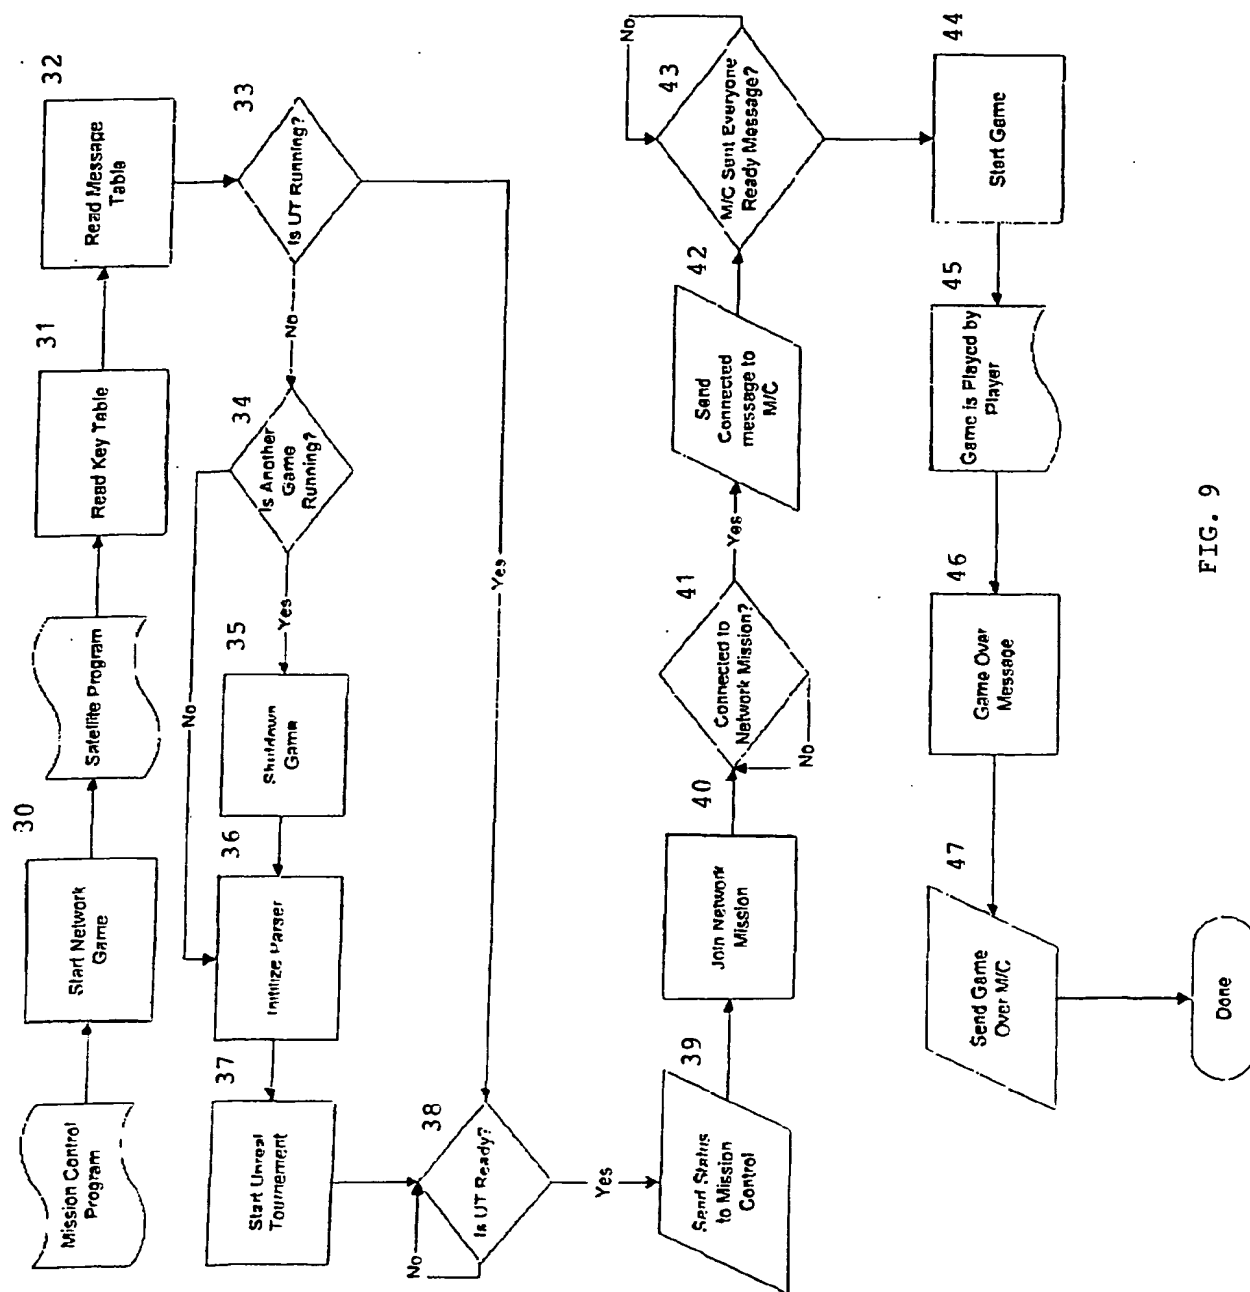 Mission Control
Program
30
Start Network
Game
Satellite Program
31
Read Key Table
32
Read Message
Table
33
Is UT Running?
No
Yes
34
Is Another
Game
Running?
No
Yes
35
Shutdown
Game
36
Initilize Parser
37
Start Unreal
Tournement
38
Is UT Ready?
No
Yes
39
Send Status
to Mission
Control
40
Join Network
Mission
41
Connected to
Network Mission?
No
Yes
42
Send
Connected
message to
M/C
43
M/C Sent Everyone
Ready Message?
No
44
Start Game
45
Game is Played by
Player
46
Game Over
Message
47
Send Game
Over M/C
Done
FIG. 9